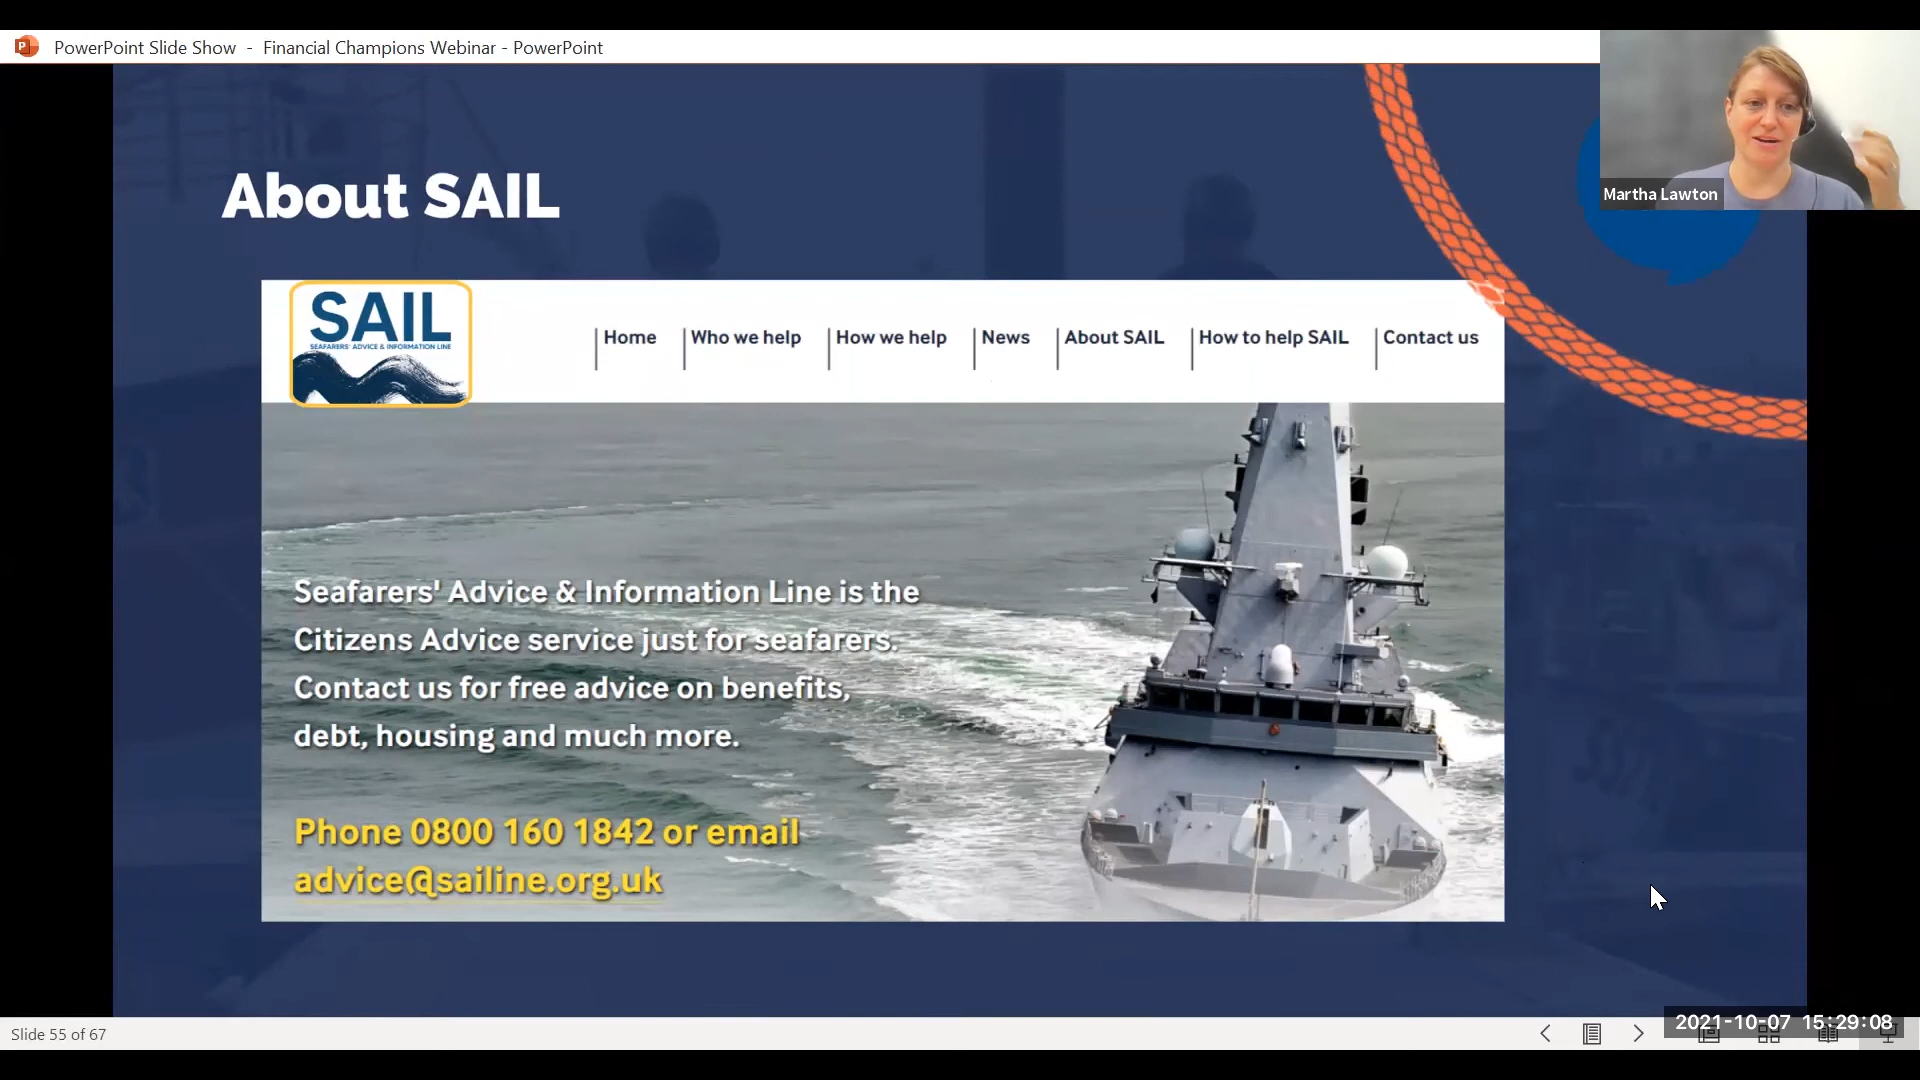 PowerPoint Slide Show - Financial Champions Webinar - PowerPoint
Martha Lawton
About SAIL
SAIL
SEAFARERS' ADVICE & INFORMATION LINE
Home
Who we help
How we help
News
About SAIL
How to help SAIL
Contact us
Seafarers' Advice & Information Line is the
Citizens Advice service just for seafarers.
Contact us for free advice on benefits,
debt, housing and much more.
Phone 0800 160 1842 or email
advice@sailine.org.uk
Slide 55 of 67
2021-10-07 15:29:08